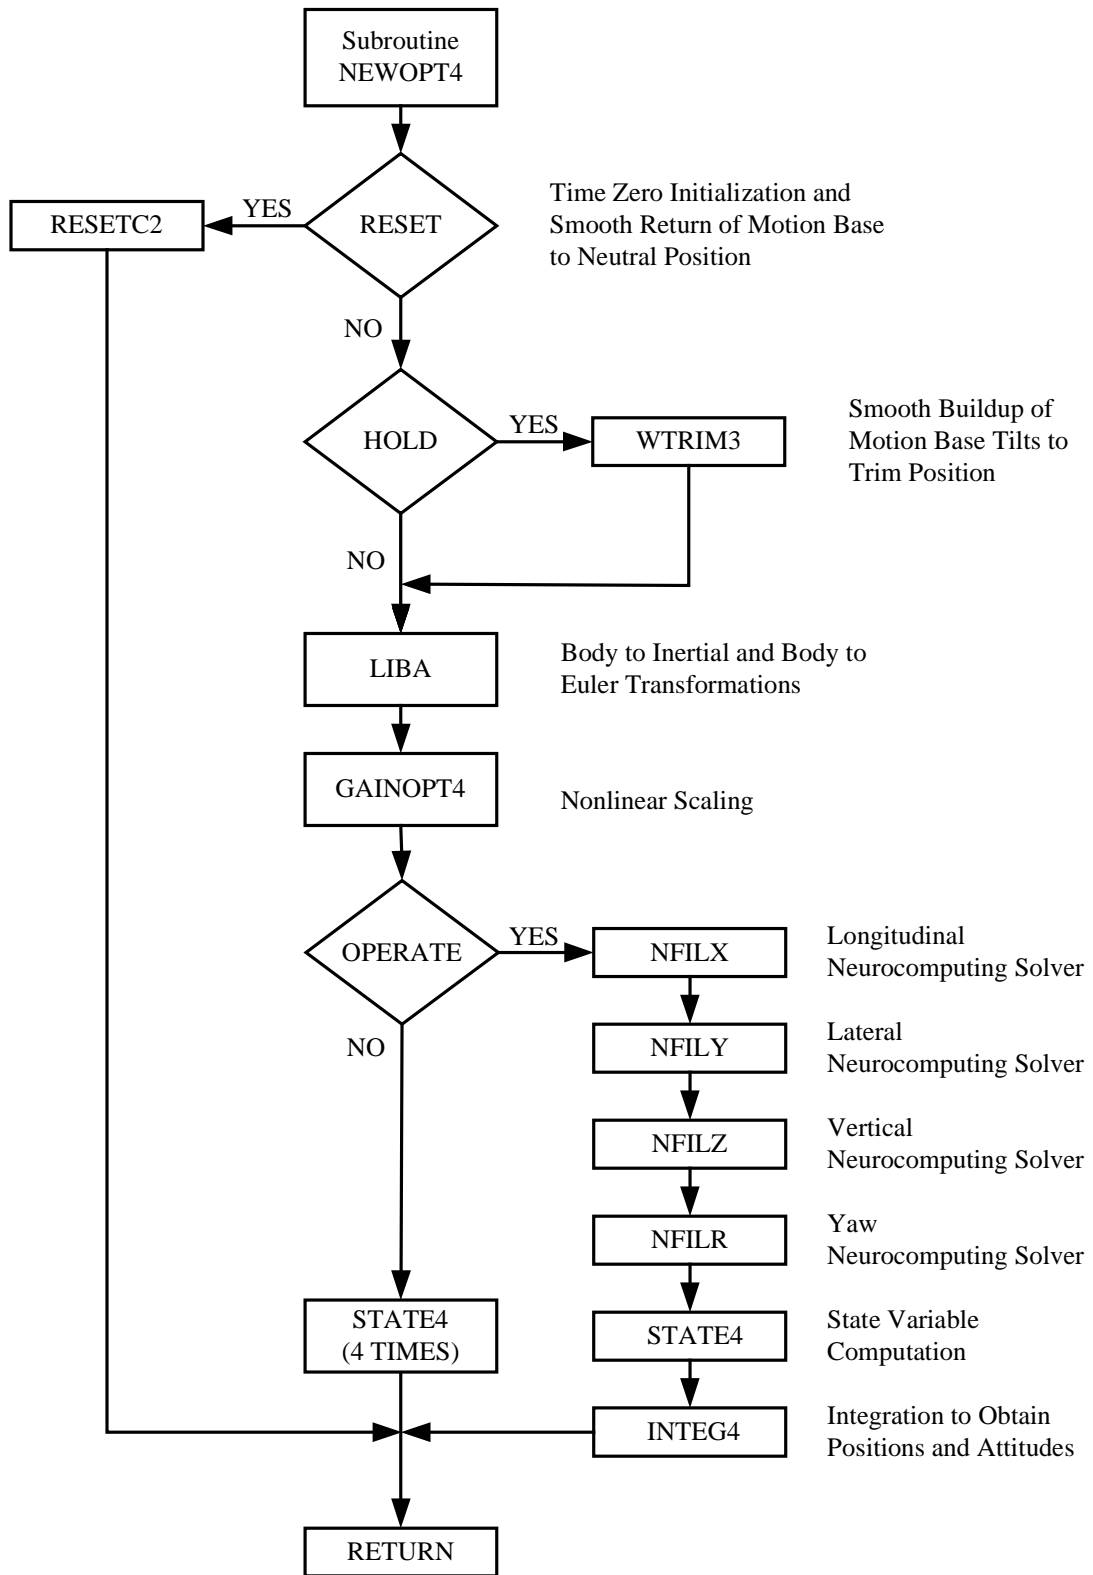 Subroutine
NEWOPT4
YES
RESETC2
RESET
Time Zero Initialization and
Smooth Return of Motion Base
to Neutral Position
NO
HOLD
YES
WTRIM3
Smooth Buildup of
Motion Base Tilts to
Trim Position
NO
LIBA
Body to Inertial and Body to
Euler Transformations
GAINOPT4
Nonlinear Scaling
OPERATE
YES
NFILX
Longitudinal
Neurocomputing Solver
NO
NFILY
Lateral
Neurocomputing Solver
NFILZ
Vertical
Neurocomputing Solver
NFILR
Yaw
Neurocomputing Solver
STATE4
(4 TIMES)
STATE4
State Variable
Computation
INTEG4
Integration to Obtain
Positions and Attitudes
RETURN